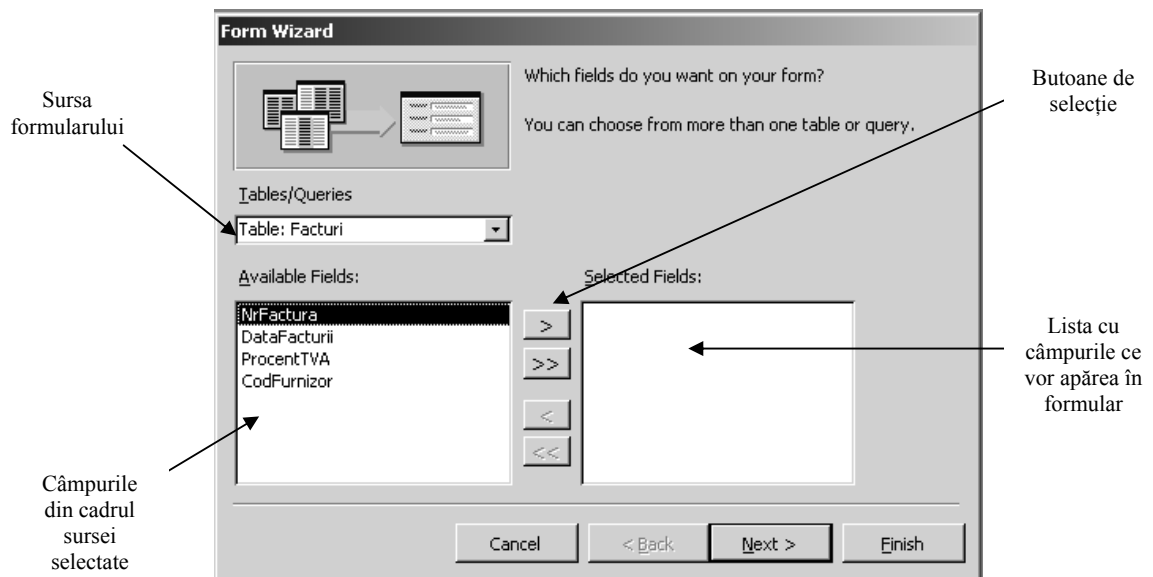 Form Wizard
Which fields do you want on your form?
You can choose from more than one table or query.
Sursa
formularului
Butoane de
selecție
Tables/Queries
Table: Facturi
Available Fields:
Selected Fields:
NrFactura
DataFacturii
ProcentTVA
CodFurnizor
>
>>
<
<<
Lista cu
câmpurile ce
vor apărea în
formular
Câmpurile
din cadrul
sursei
selectate
Cancel
< Back
Next >
Finish